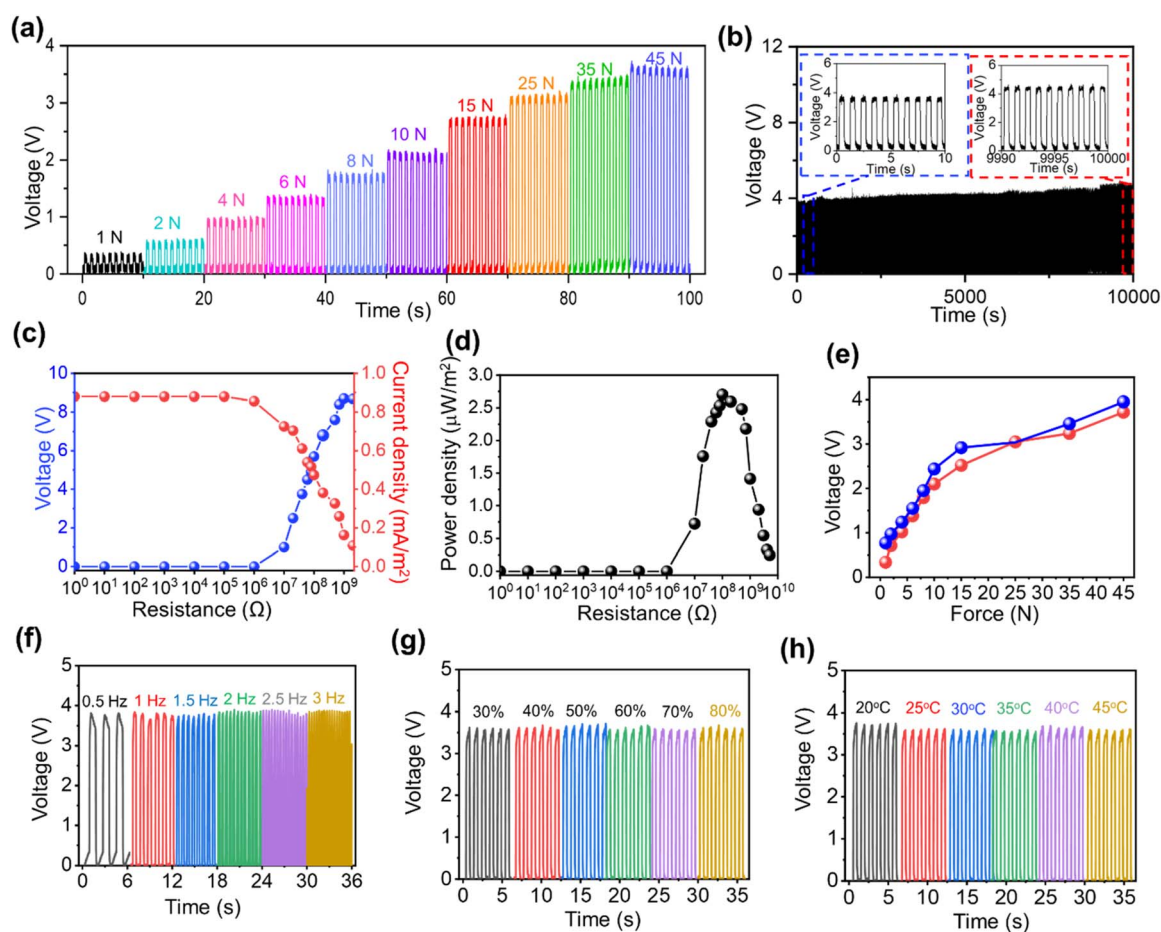 (a)
4
3
2
1
0
Voltage (V)
1 N
2 N
4 N
6 N
8 N
10 N
15 N
25 N
35 N
45 N
0 20 40 60 80 100
Time (s)
(b)
12
8
4
0
Voltage (V)
6
4
2
0
Voltage (V)
0 5 10
Time (s)
6
4
2
0
Voltage (V)
9990 9995 10000
Time (s)
0 5000 10000
Time (s)
(c)
10
8
6
4
2
0
Voltage (V)
1.0
0.8
0.6
0.4
0.2
0.0
Current density (mA/m²)
10⁰ 10¹ 10² 10³ 10⁴ 10⁵ 10⁶ 10⁷ 10⁸ 10⁹
Resistance (Ω)
(d)
3.0
2.5
2.0
1.5
1.0
0.5
0.0
Power density (μW/m²)
10⁰ 10¹ 10² 10³ 10⁴ 10⁵ 10⁶ 10⁷ 10⁸ 10⁹ 10¹⁰
Resistance (Ω)
(e)
4
3
2
1
0
Voltage (V)
0 5 10 15 20 25 30 35 40 45
Force (N)
(f)
5
4
3
2
1
0
Voltage (V)
0.5 Hz 1 Hz 1.5 Hz 2 Hz 2.5 Hz 3 Hz
0 6 12 18 24 30 36
Time (s)
(g)
5
4
3
2
1
0
Voltage (V)
30% 40% 50% 60% 70% 80%
0 5 10 15 20 25 30 35
Time (s)
(h)
5
4
3
2
1
0
Voltage (V)
20°C 25°C 30°C 35°C 40°C 45°C
0 5 10 15 20 25 30 35
Time (s)